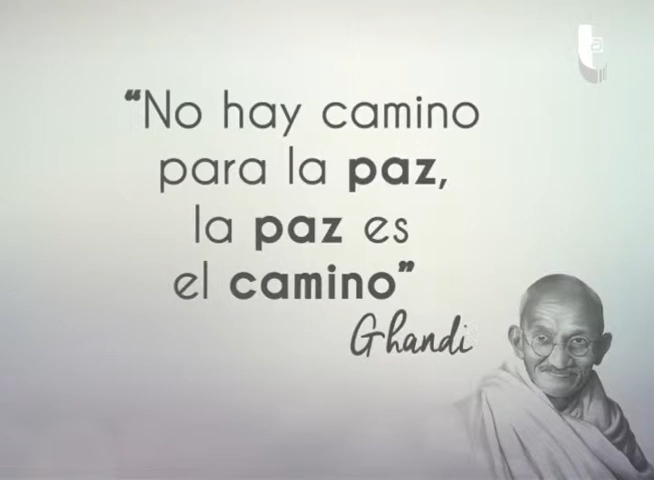 “No hay camino
para la paz,
la paz es
el camino”
Ghandi